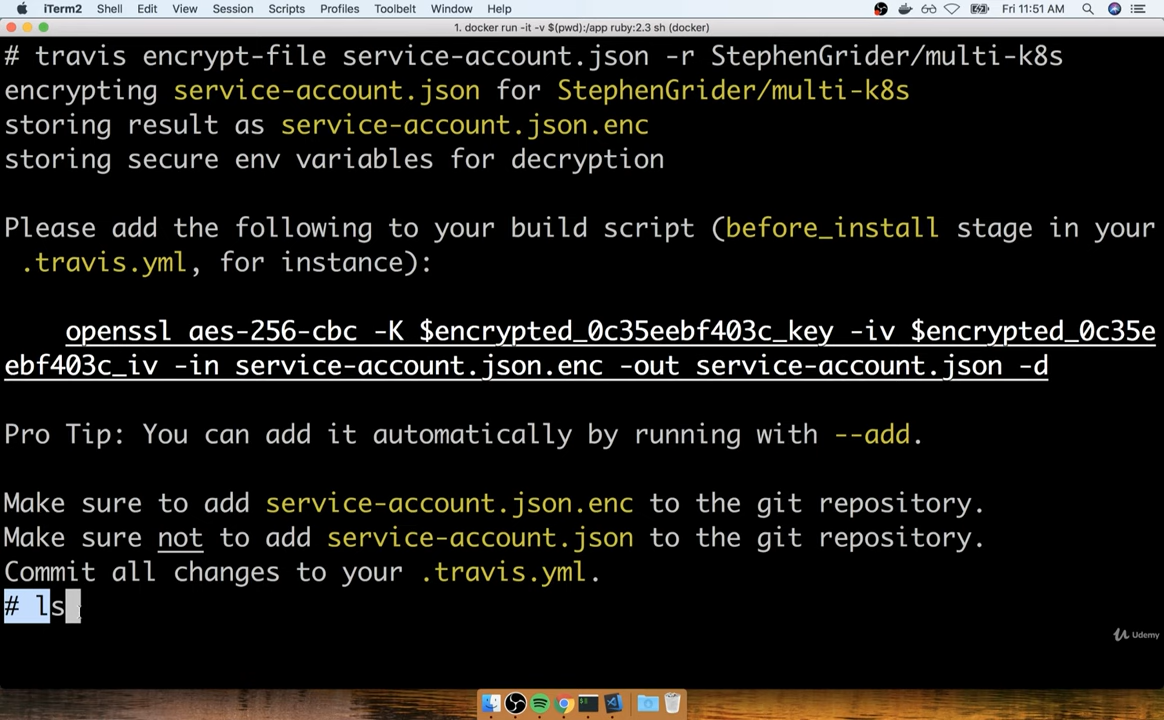 iTerm2 Shell Edit View Session Scripts Profiles Toolbelt Window Help Fri 11:51 AM
1. docker run -it -v $(pwd):/app ruby:2.3 sh (docker)
# travis encrypt-file service-account.json -r StephenGrider/multi-k8s
encrypting service-account.json for StephenGrider/multi-k8s
storing result as service-account.json.enc
storing secure env variables for decryption
Please add the following to your build script (before_install stage in your
.travis.yml, for instance):
openssl aes-256-cbc -K $encrypted_0c35eebf403c_key -iv $encrypted_0c35e
ebf403c_iv -in service-account.json.enc -out service-account.json -d
Pro Tip: You can add it automatically by running with --add.
Make sure to add service-account.json.enc to the git repository.
Make sure not to add service-account.json to the git repository.
Commit all changes to your .travis.yml.
# ls
Udemy